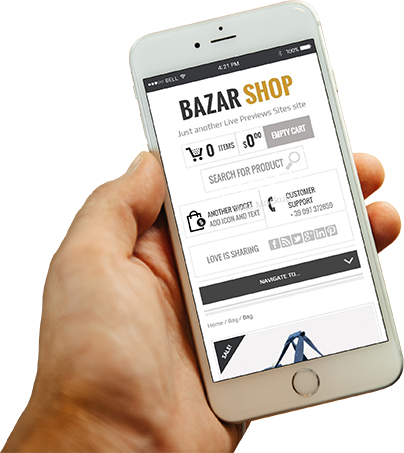 BELL 4:21 PM 100%
BAZAR SHOP
Just another Live Previews Sites site
0 ITEMS $0.00 EMPTY CART
SEARCH FOR PRODUCT
ANOTHER WIDGET
ADD ICON AND TEXT
CUSTOMER
SUPPORT
- 39 097 372859
LOVE IS SHARING
NAVIGATE TO...
Home / Bag / Bag
SALE!